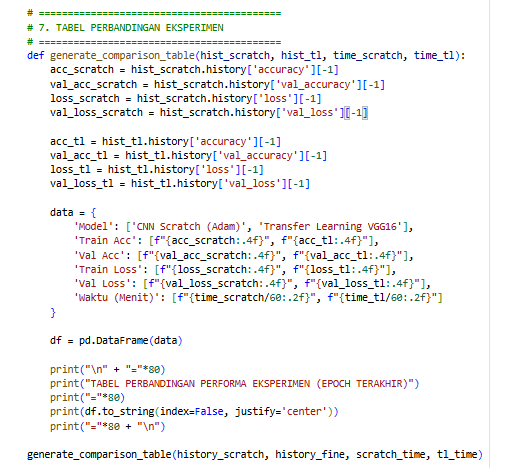 # ==========================================
# 7. TABEL PERBANDINGAN EKSPERIMEN
# ==========================================
def generate_comparison_table(hist_scratch, hist_tl, time_scratch, time_tl):
    acc_scratch = hist_scratch.history['accuracy'][-1]
    val_acc_scratch = hist_scratch.history['val_accuracy'][-1]
    loss_scratch = hist_scratch.history['loss'][-1]
    val_loss_scratch = hist_scratch.history['val_loss'][-1]

    acc_tl = hist_tl.history['accuracy'][-1]
    val_acc_tl = hist_tl.history['val_accuracy'][-1]
    loss_tl = hist_tl.history['loss'][-1]
    val_loss_tl = hist_tl.history['val_loss'][-1]

    data = {
        'Model': ['CNN Scratch (Adam)', 'Transfer Learning VGG16'],
        'Train Acc': [f"{acc_scratch:.4f}", f"{acc_tl:.4f}"],
        'Val Acc': [f"{val_acc_scratch:.4f}", f"{val_acc_tl:.4f}"],
        'Train Loss': [f"{loss_scratch:.4f}", f"{loss_tl:.4f}"],
        'Val Loss': [f"{val_loss_scratch:.4f}", f"{val_loss_tl:.4f}"],
        'Waktu (Menit)': [f"{time_scratch/60:.2f}", f"{time_tl/60:.2f}"]
    }

    df = pd.DataFrame(data)

    print("\n" + "="*80)
    print("TABEL PERBANDINGAN PERFORMA EKSPERIMEN (EPOCH TERAKHIR)")
    print("="*80)
    print(df.to_string(index=False, justify='center'))
    print("="*80 + "\n")

generate_comparison_table(history_scratch, history_fine, scratch_time, tl_time)